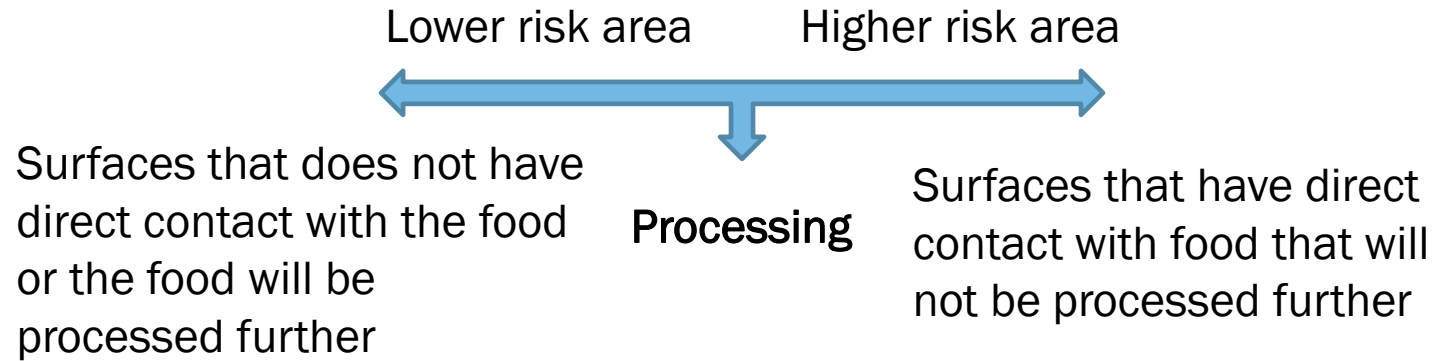 Lower risk area
Higher risk area
Surfaces that does not have
direct contact with the food
or the food will be
processed further
Processing
Surfaces that have direct
contact with food that will
not be processed further